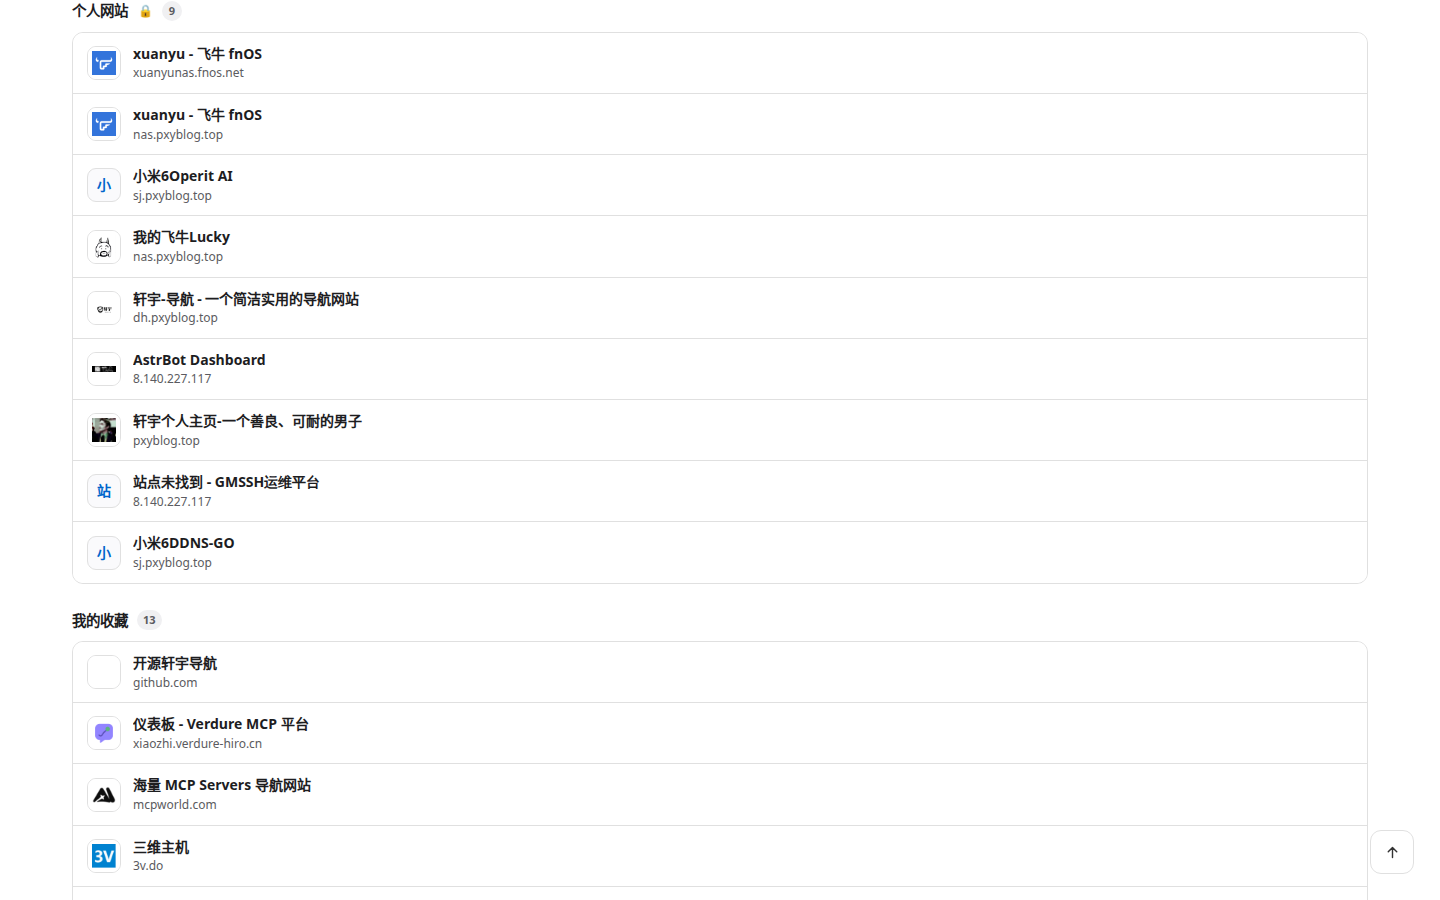 个人网站 🔒 9
xuanyu - 飞牛 fnOS
xuanyunas.fnos.net
xuanyu - 飞牛 fnOS
nas.pxyblog.top
小
小米6Operit AI
sj.pxyblog.top
我的飞牛Lucky
nas.pxyblog.top
轩宇-导航 - 一个简洁实用的导航网站
dh.pxyblog.top
AstrBot Dashboard
8.140.227.117
轩宇个人主页-一个善良、可耐的男子
pxyblog.top
站
站点未找到 - GMSSH运维平台
8.140.227.117
小
小米6DDNS-GO
sj.pxyblog.top
我的收藏 13
开源轩宇导航
github.com
仪表板 - Verdure MCP 平台
xiaozhi.verdure-hiro.cn
海量 MCP Servers 导航网站
mcpworld.com
3V
三维主机
3v.do